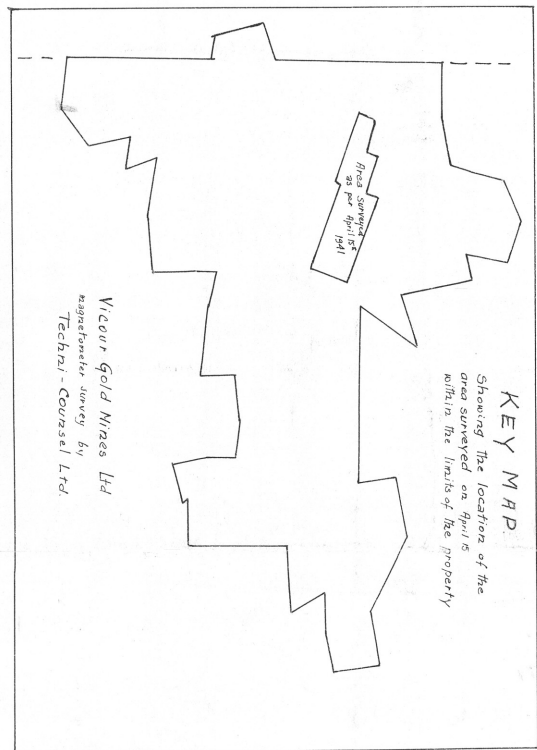 KEY MAP
Showing the location of the
area surveyed on April 15
within the limits of the property
Area Surveyed
as per April 15th
1941
Vicour Gold Mines Ltd
magnetometer survey by
Techni-Counsel Ltd.